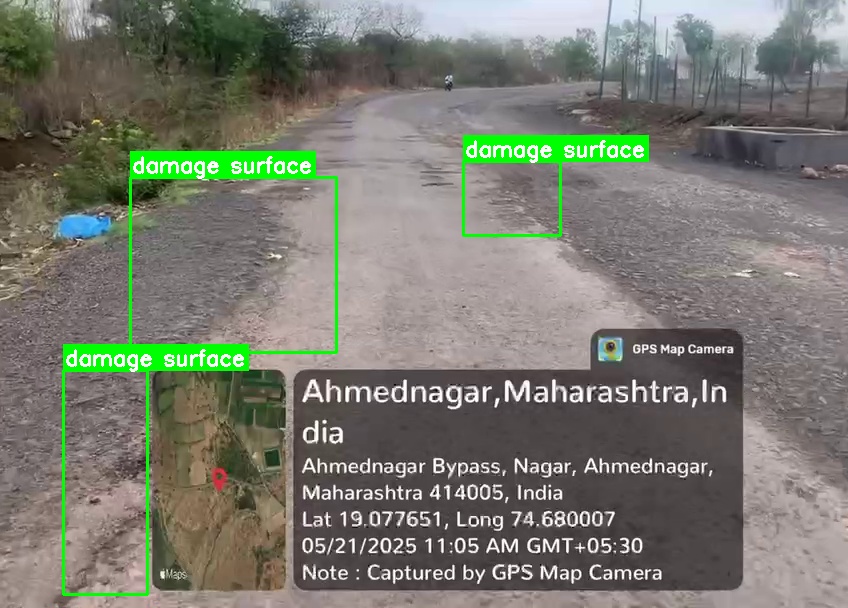 damage surface
damage surface
damage surface
GPS Map Camera
Ahmednagar,Maharashtra,In
dia
Ahmednagar Bypass, Nagar, Ahmednagar,
Maharashtra 414005, India
Lat 19.077651, Long 74.680007
05/21/2025 11:05 AM GMT+05:30
Note : Captured by GPS Map Camera
Maps